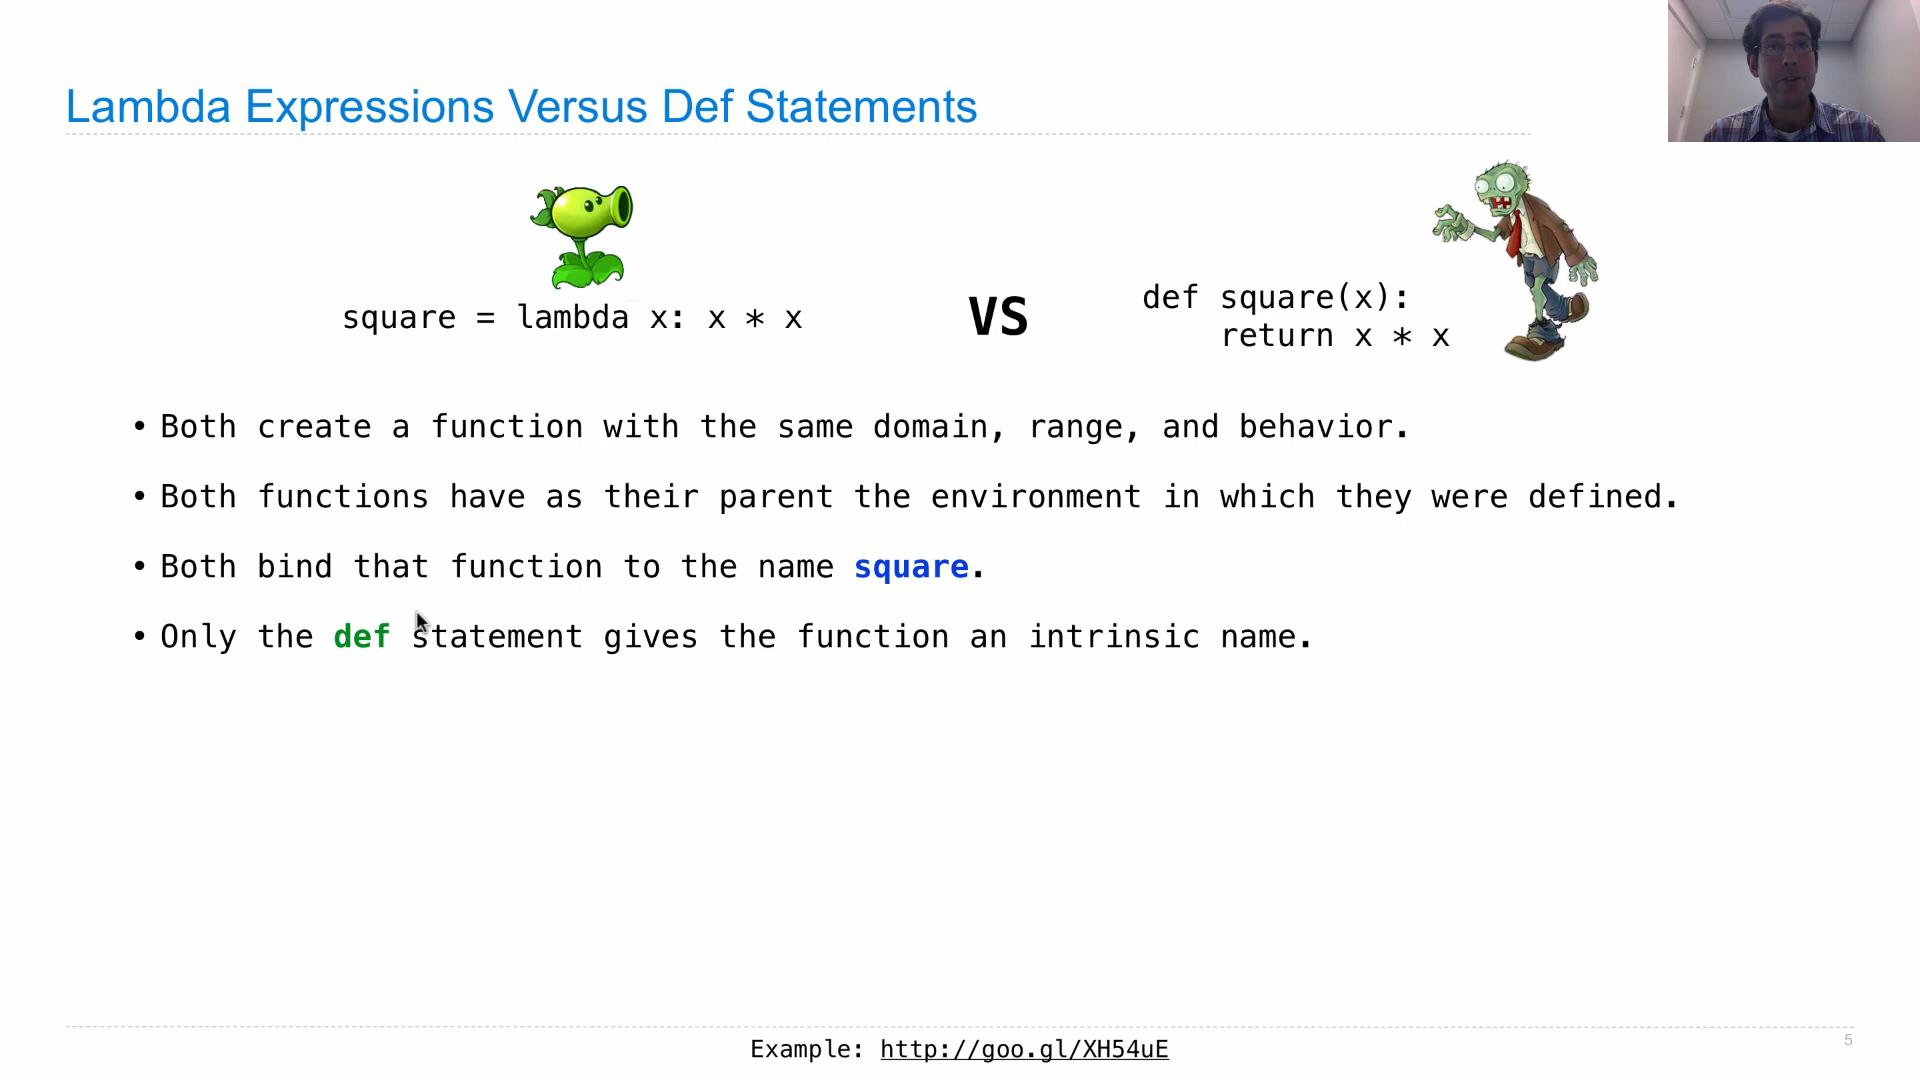 Lambda Expressions Versus Def Statements
square = lambda x: x * x
VS
def square(x):
    return x * x
• Both create a function with the same domain, range, and behavior.
• Both functions have as their parent the environment in which they were defined.
• Both bind that function to the name square.
• Only the def statement gives the function an intrinsic name.
Example: http://goo.gl/XH54uE
5